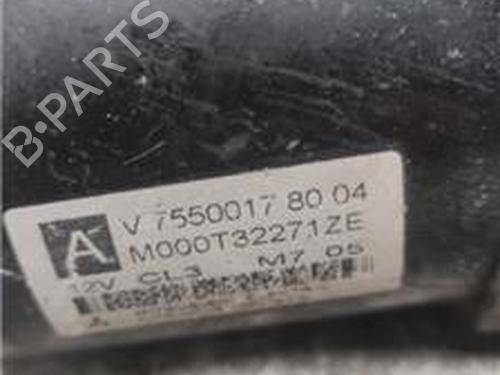 B-PARTS
A
V 7550017 80 04
M000T32271ZE
12V CL3 M7 05